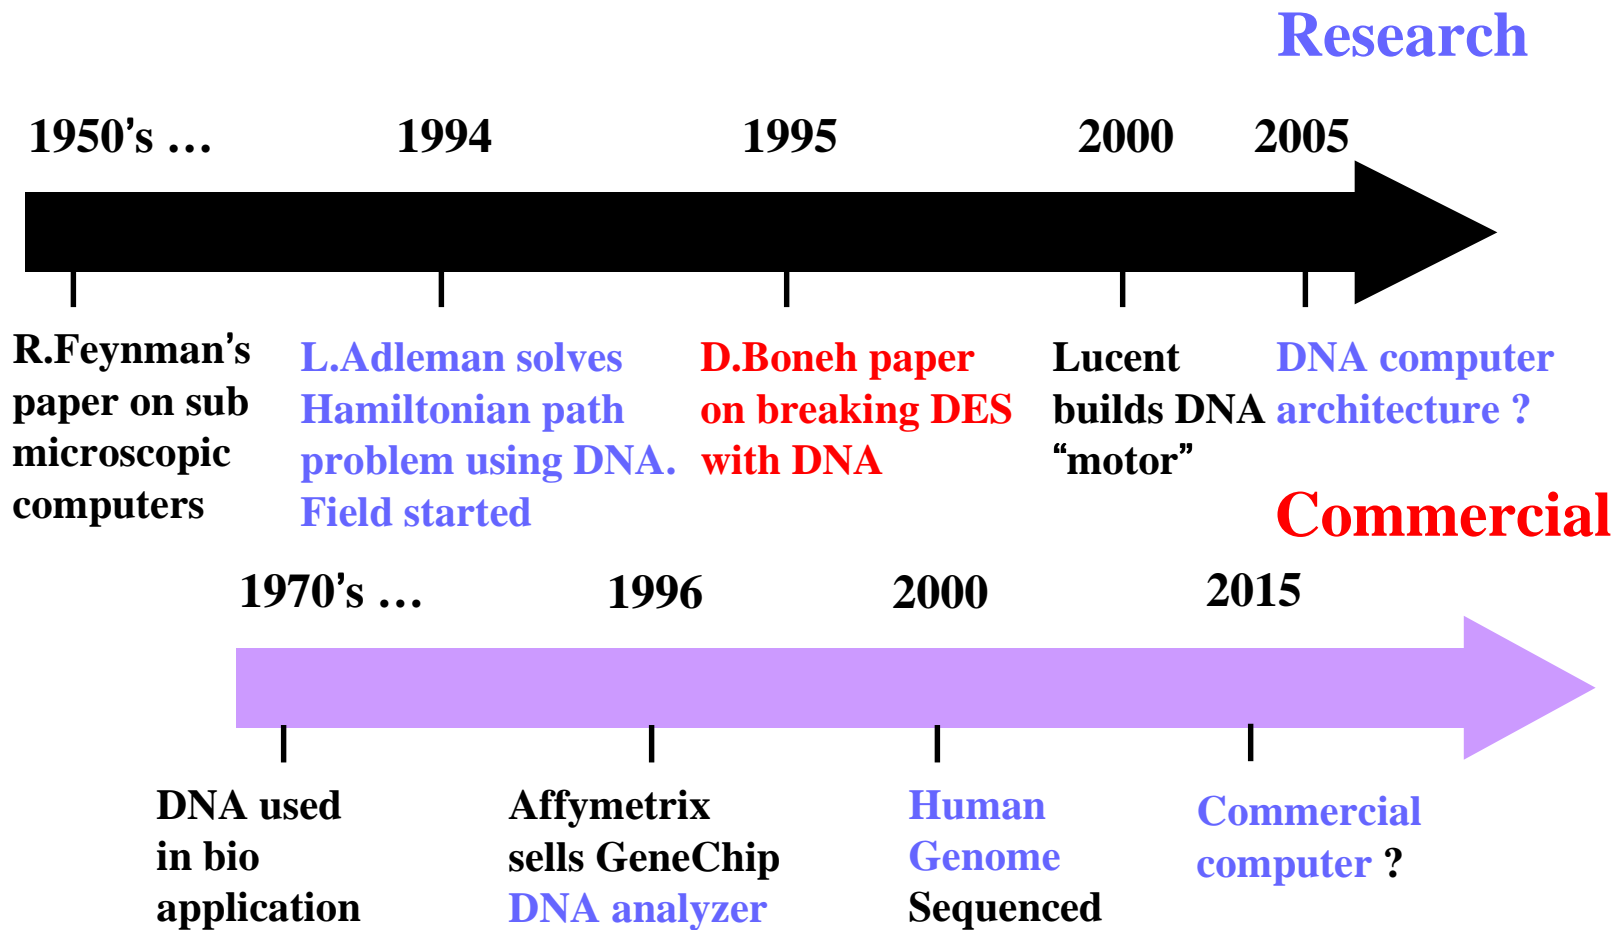 Research
1950’s … 1994 1995 2000 2005
R.Feynman’s
paper on sub
microscopic
computers
L.Adleman solves
Hamiltonian path
problem using DNA.
Field started
D.Boneh paper
on breaking DES
with DNA
Lucent
builds DNA
“motor”
DNA computer
architecture ?
Commercial
1970’s … 1996 2000 2015
DNA used
in bio
application
Affymetrix
sells GeneChip
DNA analyzer
Human
Genome
Sequenced
Commercial
computer ?